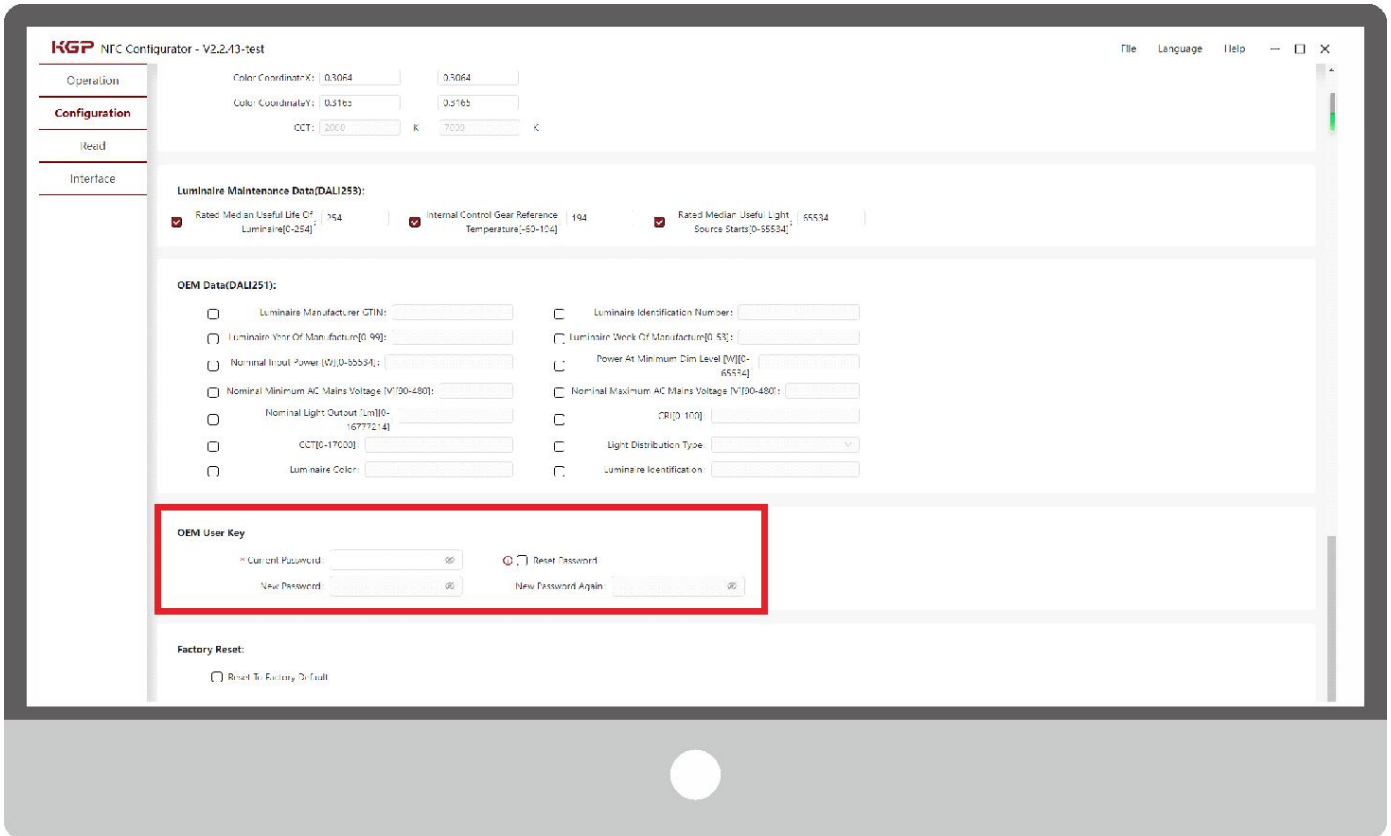 KGP NFC Configurator - V2.2.43-test
File Language Help
Operation
Configuration
Read
Interface
Color CoordinateX: 0.3064 0.3064
Color CoordinateY: 0.3165 0.3165
CCT: 2000 K 7000 K
Luminaire Maintenance Data(DALI253):
Rated Median Useful Life Of Luminaire[0-254]: 254
Internal Control Gear Reference Temperature[-60-194] 194
Rated Median Useful Light Source Starts[0-65534]: 65534
OEM Data(DALI251):
Luminaire Manufacturer GTIN: Luminaire Identification Number:
Luminaire Year Of Manufacture[0-99]: Luminaire Week Of Manufacture[0-53]:
Nominal Input Power [W][0-65534]: Power At Minimum Dim Level [W][0-65534]
Nominal Minimum AC Mains Voltage [V][90-480]: Nominal Maximum AC Mains Voltage [V][90-480]:
Nominal Light Output [Lm][0-16777214] CRI[0-100]:
CCT[0-17000]: Light Distribution Type:
Luminaire Color: Luminaire Identification:
OEM User Key
* Current Password: Reset Password
New Password: New Password Again:
Factory Reset:
Reset To Factory Default